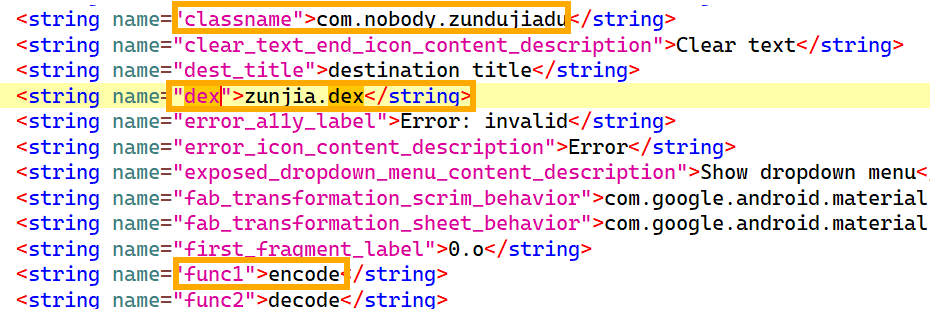 <string name="classname">com.nobody.zundujiadu</string>
<string name="clear_text_end_icon_content_description">Clear text</string>
<string name="dest_title">destination title</string>
<string name="dex">zunjia.dex</string>
<string name="error_a11y_label">Error: invalid</string>
<string name="error_icon_content_description">Error</string>
<string name="exposed_dropdown_menu_content_description">Show dropdown menu<
<string name="fab_transformation_scrim_behavior">com.google.android.material
<string name="fab_transformation_sheet_behavior">com.google.android.material
<string name="first_fragment_label">0.o</string>
<string name="func1">encode</string>
<string name="func2">decode</string>